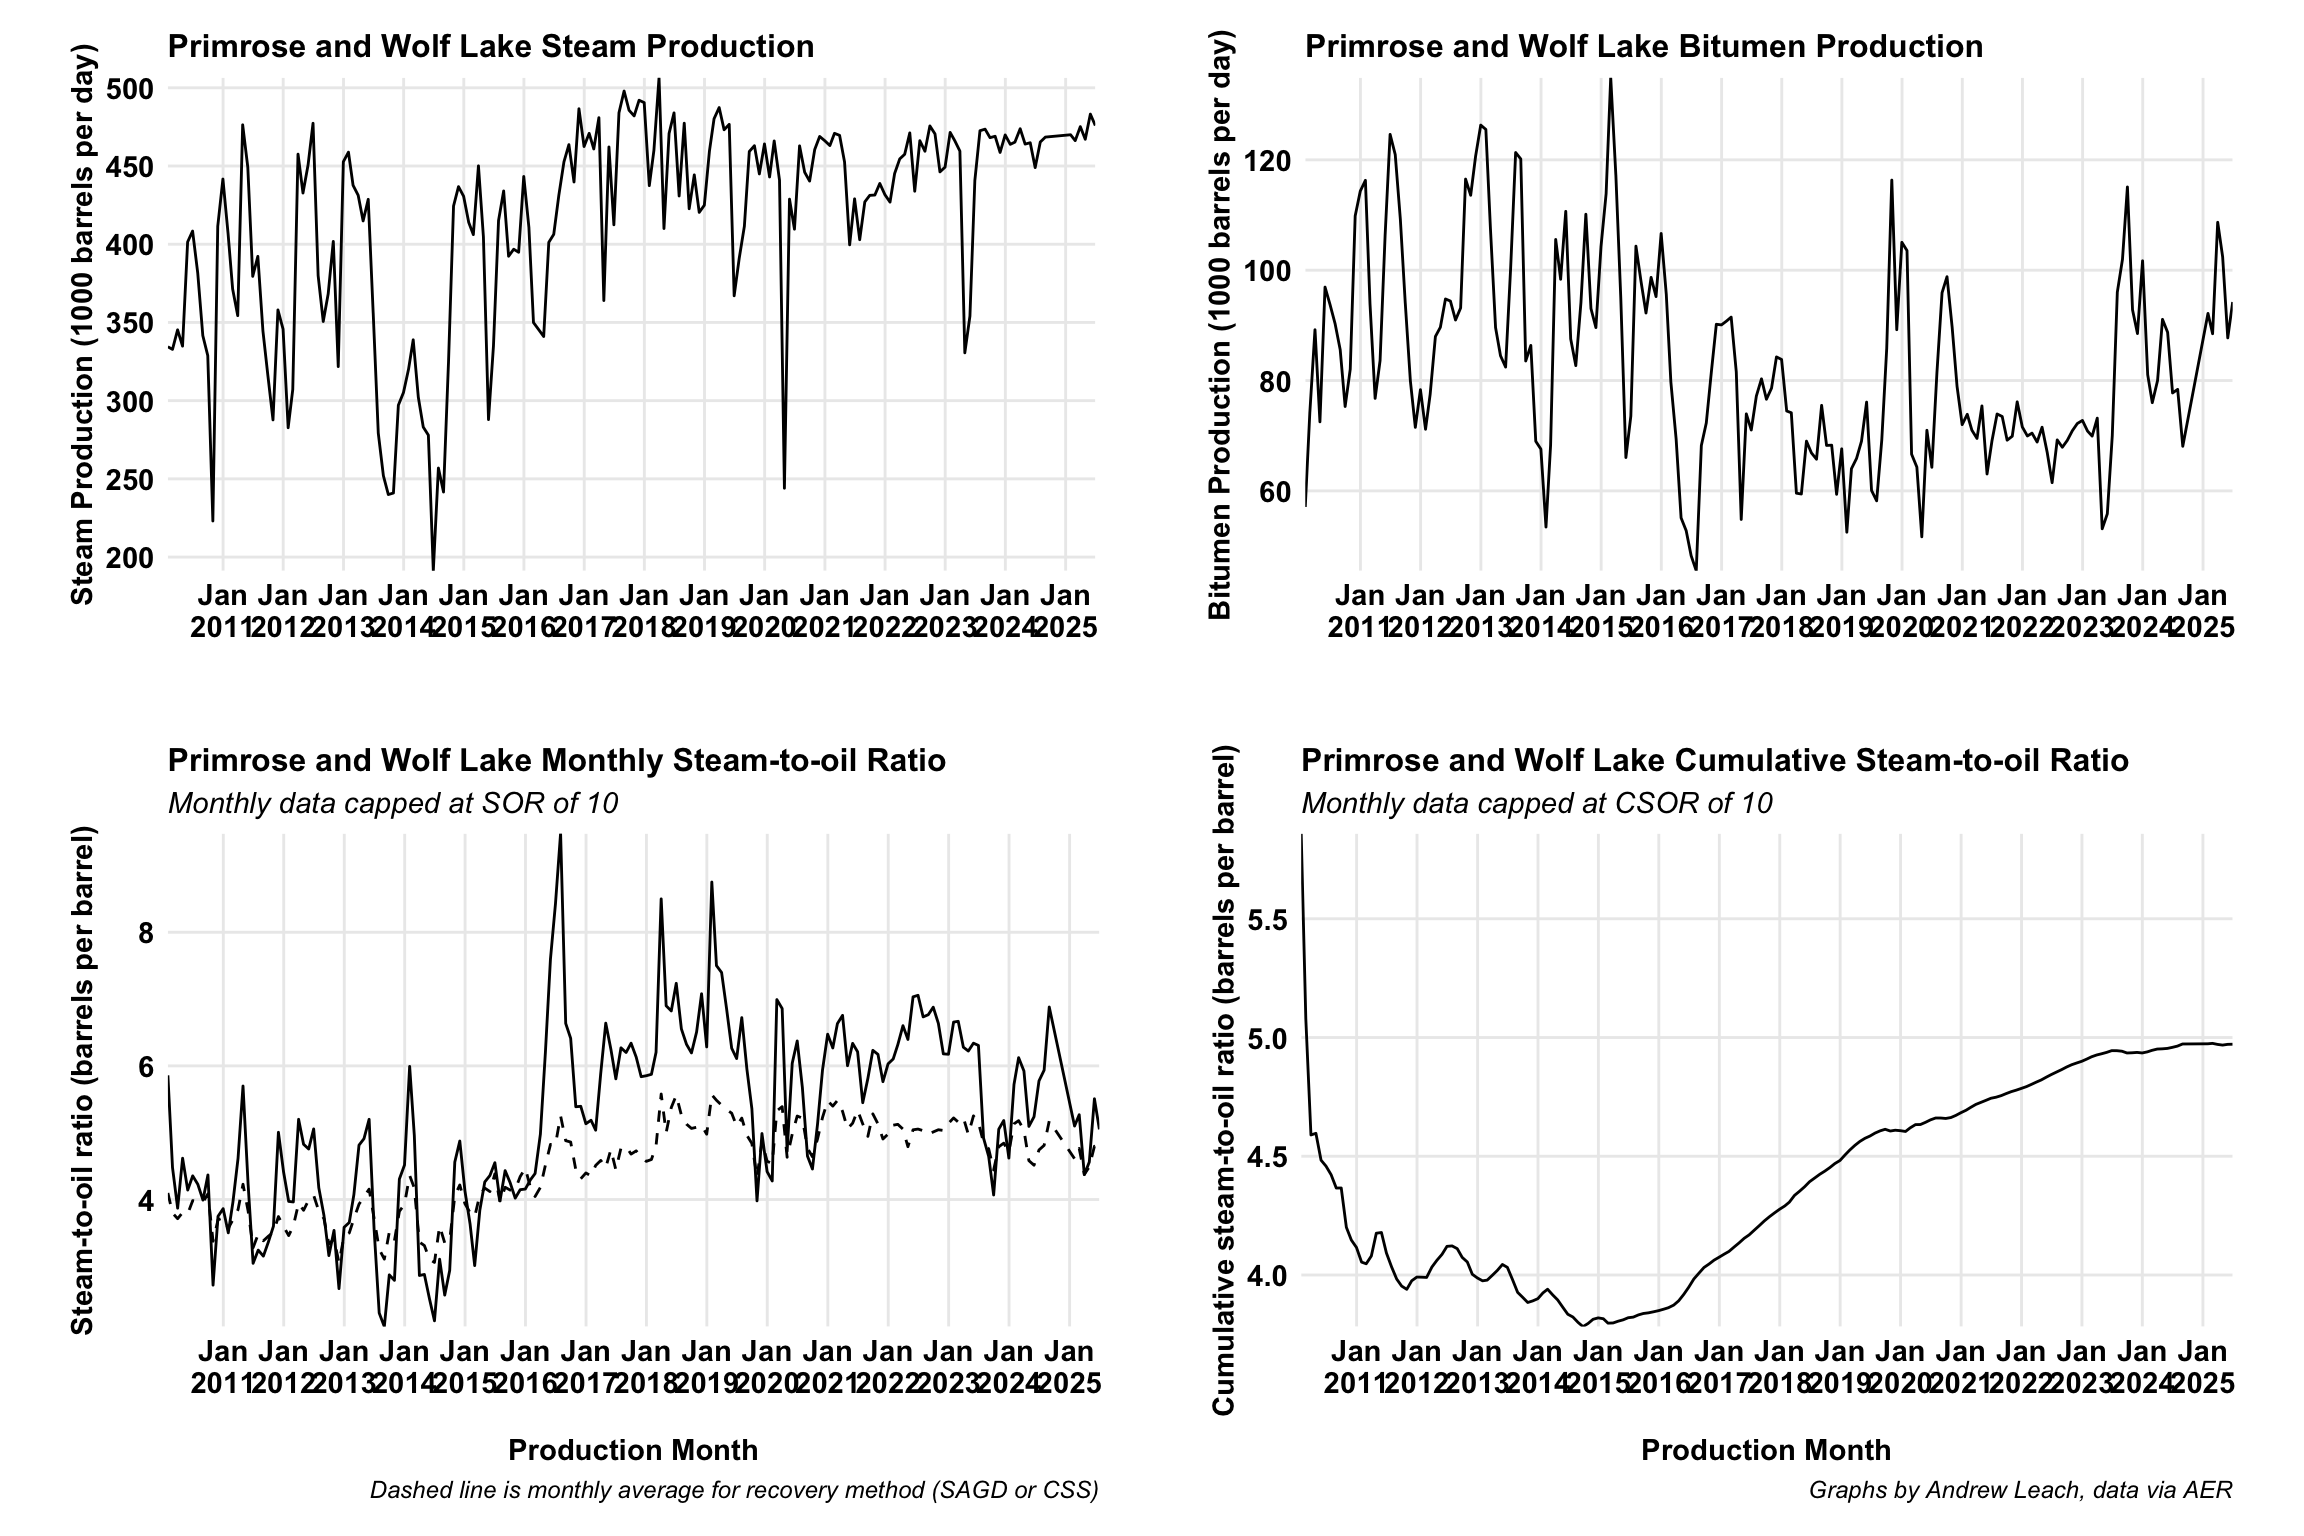 Primrose and Wolf Lake Steam Production
Steam Production (1000 barrels per day)
500
450
400
350
300
250
200
Jan Jan Jan Jan Jan Jan Jan Jan Jan Jan Jan Jan Jan Jan Jan
2011 2012 2013 2014 2015 2016 2017 2018 2019 2020 2021 2022 2023 2024 2025
Primrose and Wolf Lake Bitumen Production
Bitumen Production (1000 barrels per day)
120
100
80
60
Jan Jan Jan Jan Jan Jan Jan Jan Jan Jan Jan Jan Jan Jan Jan
2011 2012 2013 2014 2015 2016 2017 2018 2019 2020 2021 2022 2023 2024 2025
Primrose and Wolf Lake Monthly Steam-to-oil Ratio
Monthly data capped at SOR of 10
Steam-to-oil ratio (barrels per barrel)
8
6
4
Jan Jan Jan Jan Jan Jan Jan Jan Jan Jan Jan Jan Jan Jan Jan
2011 2012 2013 2014 2015 2016 2017 2018 2019 2020 2021 2022 2023 2024 2025
Production Month
Dashed line is monthly average for recovery method (SAGD or CSS)
Primrose and Wolf Lake Cumulative Steam-to-oil Ratio
Monthly data capped at CSOR of 10
Cumulative steam-to-oil ratio (barrels per barrel)
5.5
5.0
4.5
4.0
Jan Jan Jan Jan Jan Jan Jan Jan Jan Jan Jan Jan Jan Jan Jan
2011 2012 2013 2014 2015 2016 2017 2018 2019 2020 2021 2022 2023 2024 2025
Production Month
Graphs by Andrew Leach, data via AER